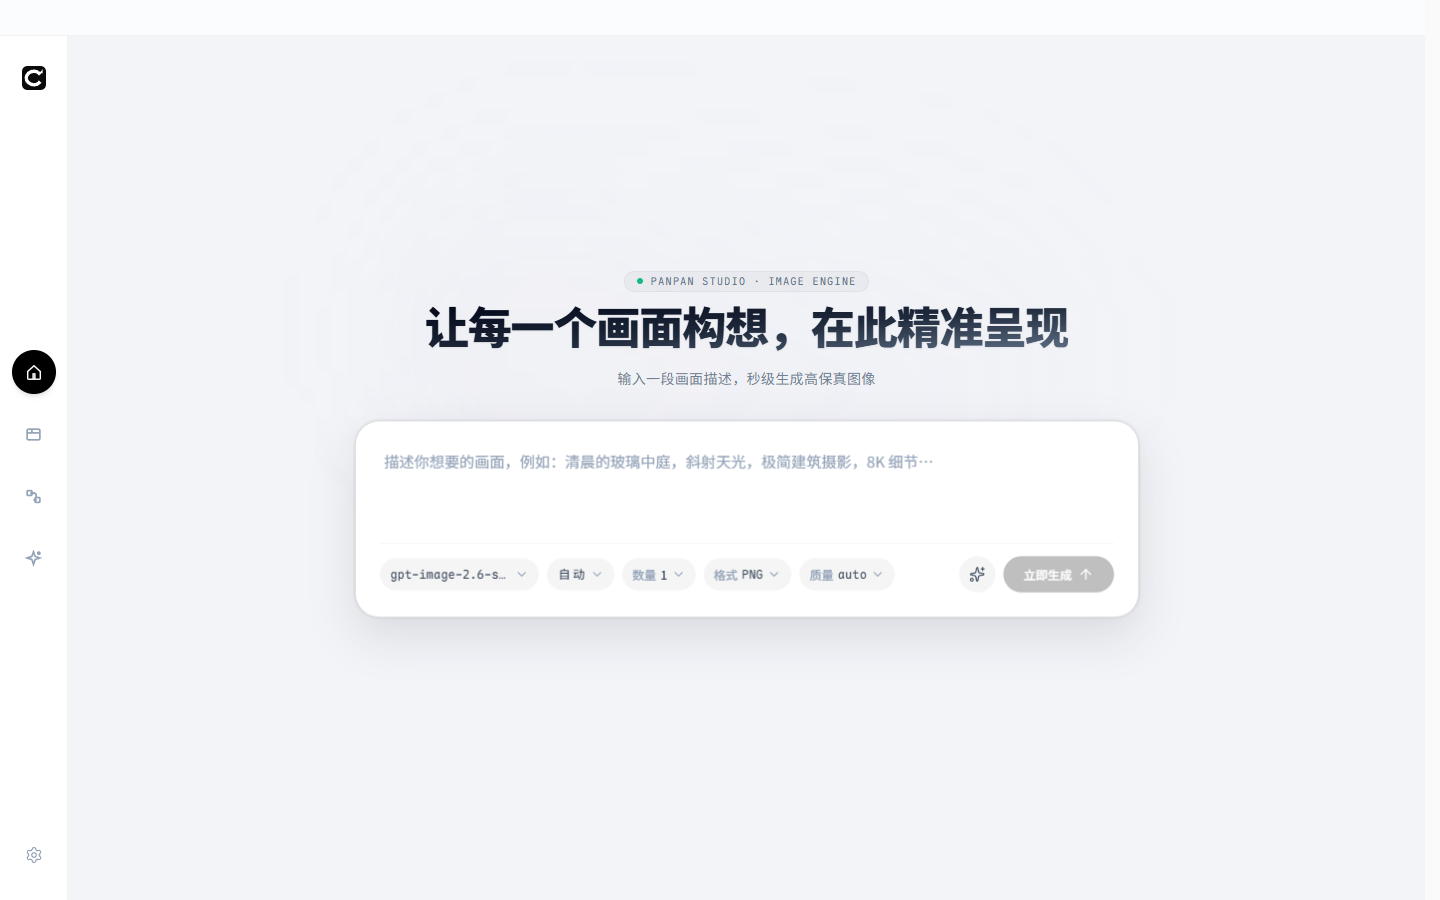 PANPAN STUDIO · IMAGE ENGINE
让每一个画面构想，在此精准呈现
输入一段画面描述，秒级生成高保真图像
描述你想要的画面，例如：清晨的玻璃中庭，斜射天光，极简建筑摄影，8K 细节…
gpt-image-2.6-s… 自动 数量 1 格式 PNG 质量 auto 立即生成